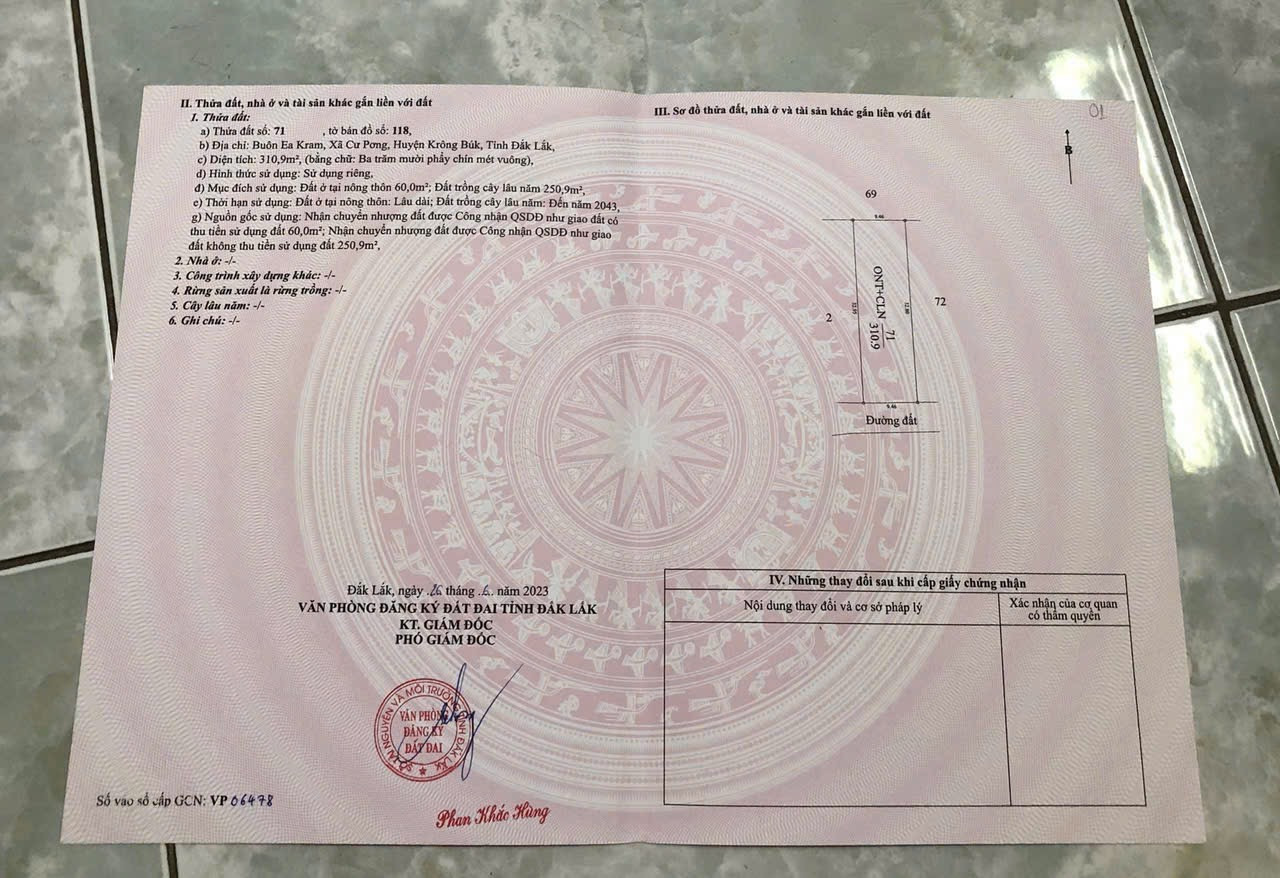 II. Thửa đất, nhà ở và tài sản khác gắn liền với đất
1. Thửa đất:
a) Thửa đất số: 71 , tờ bản đồ số: 118,
b) Địa chỉ: Buôn Ea Kram, Xã Cư Pơng, Huyện Krông Búk, Tỉnh Đắk Lắk,
c) Diện tích: 310,9m², (bằng chữ: Ba trăm mười phẩy chín mét vuông),
d) Hình thức sử dụng: Sử dụng riêng,
đ) Mục đích sử dụng: Đất ở tại nông thôn 60,0m²; Đất trồng cây lâu năm 250,9m²,
e) Thời hạn sử dụng: Đất ở tại nông thôn: Lâu dài; Đất trồng cây lâu năm: Đến năm 2043,
g) Nguồn gốc sử dụng: Nhận chuyển nhượng đất được Công nhận QSDĐ như giao đất có
thu tiền sử dụng đất 60,0m²; Nhận chuyển nhượng đất được Công nhận QSDĐ như giao
đất không thu tiền sử dụng đất 250,9m²,
2. Nhà ở: -/-
3. Công trình xây dựng khác: -/-
4. Rừng sản xuất là rừng trồng: -/-
5. Cây lâu năm: -/-
6. Ghi chú: -/-
Đắk Lắk, ngày 26 tháng 6 năm 2023
VĂN PHÒNG ĐĂNG KÝ ĐẤT ĐAI TỈNH ĐẮK LẮK
KT. GIÁM ĐỐC
PHÓ GIÁM ĐỐC
SỞ TÀI NGUYÊN VÀ MÔI TRƯỜNG TỈNH ĐẮK LẮK
VĂN PHÒNG
ĐĂNG KÝ
ĐẤT ĐAI
Phan Khắc Hùng
Số vào sổ cấp GCN: VP 06478
III. Sơ đồ thửa đất, nhà ở và tài sản khác gắn liền với đất
01
B
69
9.46
2
ONT+CLN
71
310.9
72
9.46
Đường đất
IV. Những thay đổi sau khi cấp giấy chứng nhận
Nội dung thay đổi và cơ sở pháp lý
Xác nhận của cơ quan
có thẩm quyền